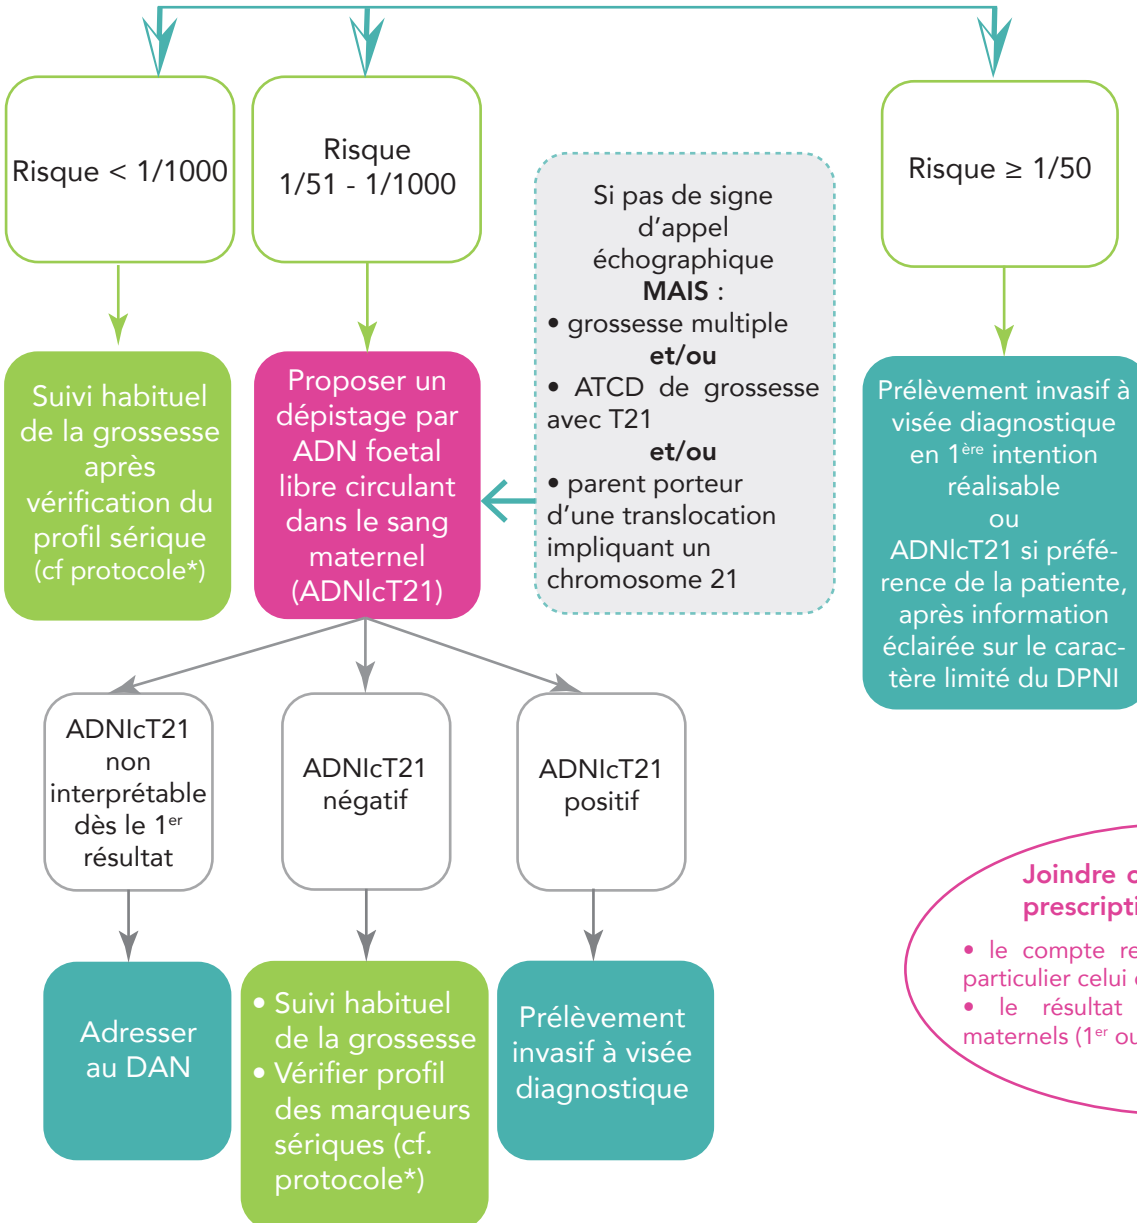 Risque < 1/1000
Risque
1/51 - 1/1000
Si pas de signe
d’appel
échographique
MAIS :
• grossesse multiple
et/ou
• ATCD de grossesse
avec T21
et/ou
• parent porteur
d’une translocation
impliquant un
chromosome 21
Risque ≥ 1/50
Suivi habituel
de la grossesse
après
vérification du
profil sérique
(cf protocole*)
Proposer un
dépistage par
ADN foetal
libre circulant
dans le sang
maternel
(ADNlcT21)
Prélèvement invasif à
visée diagnostique
en 1ère intention
réalisable
ou
ADNlcT21 si préfé-
rence de la patiente,
après information
éclairée sur le carac-
tère limité du DPNI
ADNlcT21
non
interprétable
dès le 1er
résultat
ADNlcT21
négatif
ADNlcT21
positif
Adresser
au DAN
• Suivi habituel
de la grossesse
• Vérifier profil
des marqueurs
sériques (cf.
protocole*)
Prélèvement
invasif à visée
diagnostique
Joindre
prescripti
• le compte re
particulier celui
• le résultat
maternels (1er ou